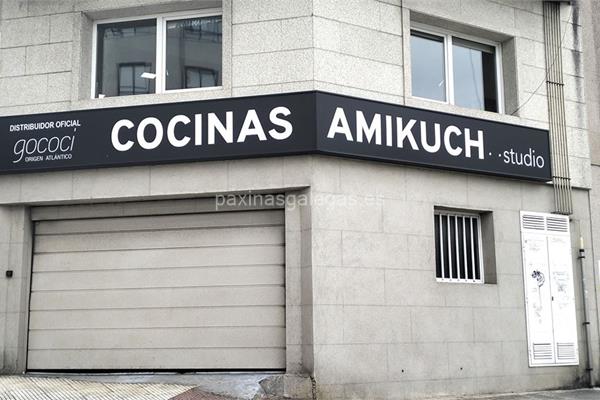 DISTRIBUIDOR OFICIAL
gococi
ORIGEN ATLÁNTICO
COCINAS AMIKUCH..studio
paxinasgalegas.es